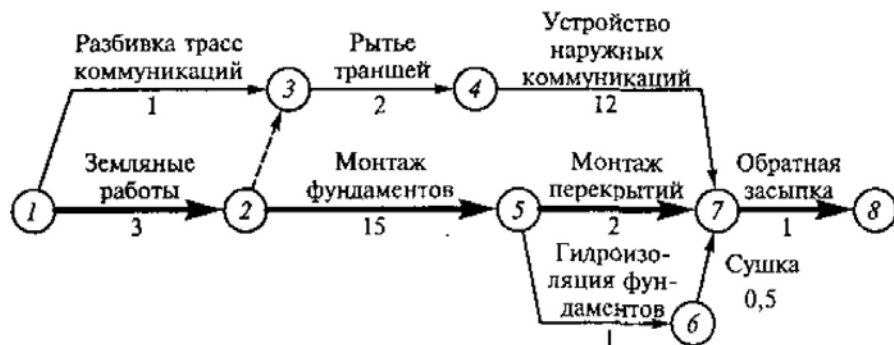 Разбивка трасс
коммуникаций
1
3
Рытье
траншей
2
4
Устройство
наружных
коммуникаций
12
1
Земляные
работы
3
2
Монтаж
фундаментов
15
5
Монтаж
перекрытий
2
7
Обратная
засыпка
1
8
Гидроизо-
ляция фун-
даментов
1
6
Сушка
0,5